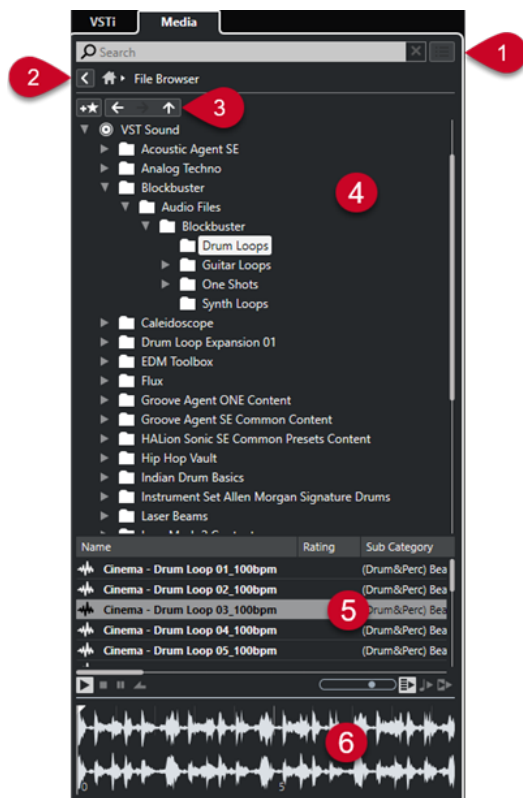 VSTi Media
Search
1
2
File Browser
3
VST Sound
Acoustic Agent SE
Analog Techno
Blockbuster
4
Audio Files
Blockbuster
Drum Loops
Guitar Loops
One Shots
Synth Loops
Caleidoscope
Drum Loop Expansion 01
EDM Toolbox
Flux
Groove Agent ONE Content
Groove Agent SE Common Content
HALion Sonic SE Common Presets Content
Hip Hop Vault
Indian Drum Basics
Instrument Set Allen Morgan Signature Drums
Laser Beams
Name Rating Sub Category
Cinema - Drum Loop 01_100bpm (Drum&Perc) Bea
Cinema - Drum Loop 02_100bpm (Drum&Perc) Bea
Cinema - Drum Loop 03_100bpm 5 (Drum&Perc) Bea
Cinema - Drum Loop 04_100bpm (Drum&Perc) Bea
Cinema - Drum Loop 05_100bpm (Drum&Perc) Bea
6
0 5